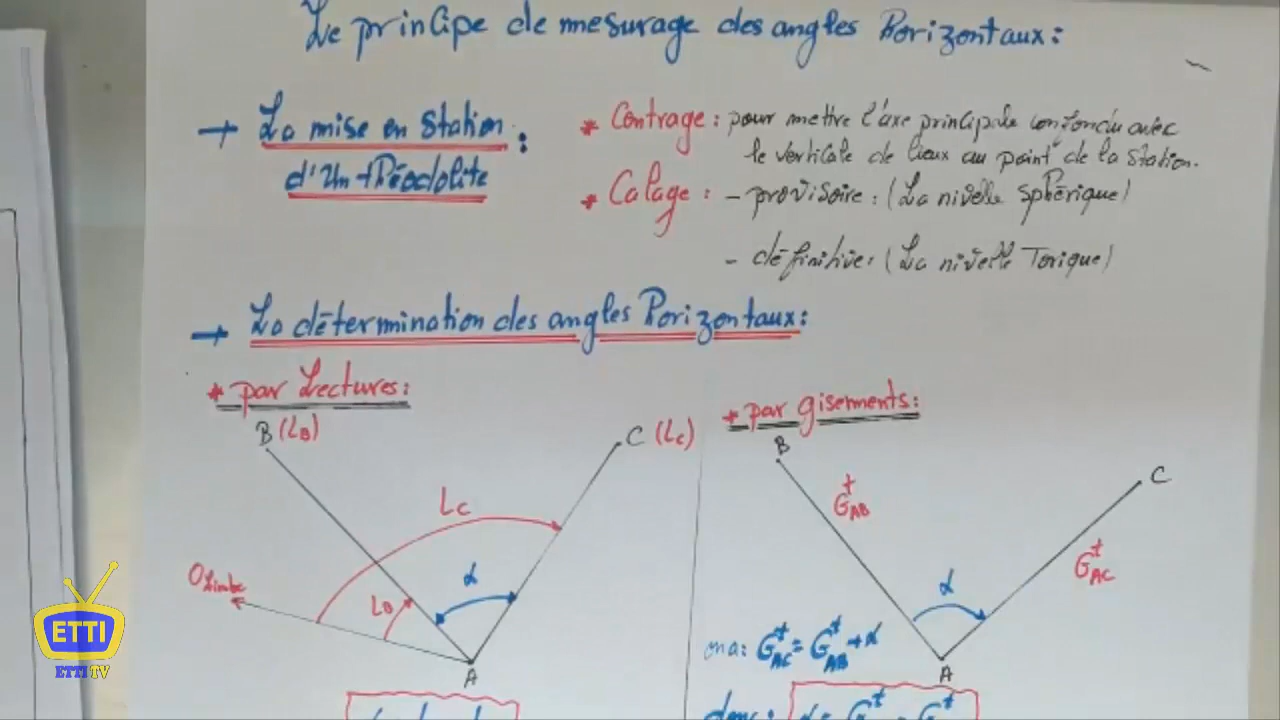 Le principe de mesurage des angles Horizontaux:
→ La mise en Station
d'Un théodolite :
* Contrage : pour mettre l'axe principale confondu avec
le verticale de lieux au point de la station.
* Calage : - provisoire : (La nivelle Sphérique)
- définitive : (La nivelle Torique)
→ La détermination des angles Horizontaux:
* par Lectures:
B (LB)
C (LC)
LC
α
OLimbe
LB
A
* par gisements:
B
C
G^t AB
G^t AC
α
A
on a: G^t AC = G^t AB + α
donc :
ETTI
ETTI TV